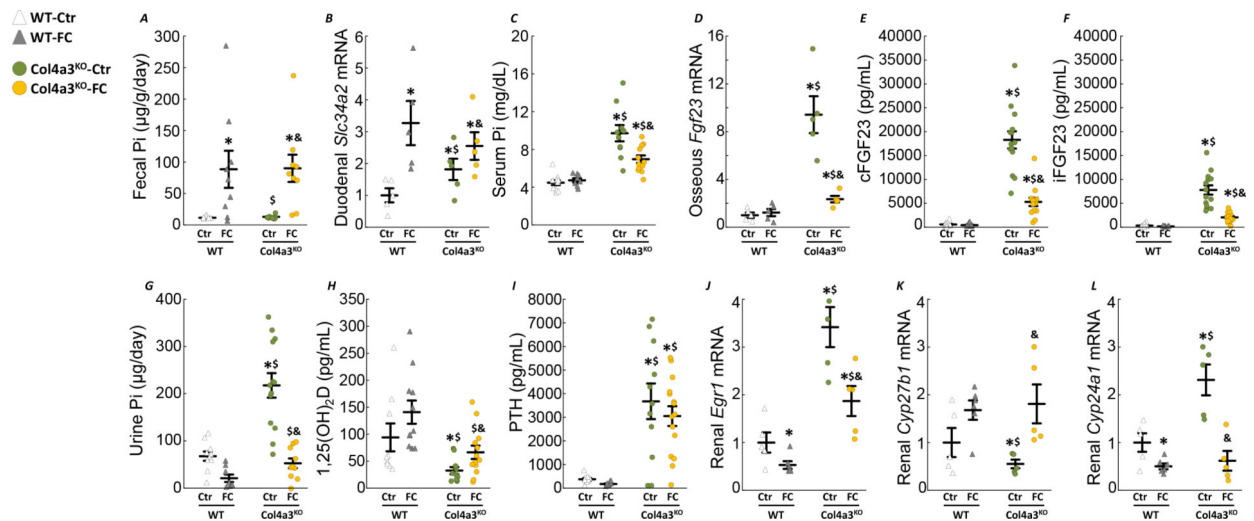 WT-Ctr
WT-FC
Col4a3ᴷᴼ-Ctr
Col4a3ᴷᴼ-FC
A
Fecal Pi (µg/g/day)
300
250
200
150
100
50
0
*
$
*&
Ctr FC Ctr FC
WT Col4a3ᴷᴼ
B
Duodenal Slc34a2 mRNA
6
4
2
0
*
*$
*&
Ctr FC Ctr FC
WT Col4a3ᴷᴼ
C
Serum Pi (mg/dL)
20
16
12
8
4
0
*$
*$&
Ctr FC Ctr FC
WT Col4a3ᴷᴼ
D
Osseous Fgf23 mRNA
16
12
8
4
0
*$
*$&
Ctr FC Ctr FC
WT Col4a3ᴷᴼ
E
cFGF23 (pg/mL)
40000
35000
30000
25000
20000
15000
10000
5000
0
*$
*$&
Ctr FC Ctr FC
WT Col4a3ᴷᴼ
F
iFGF23 (pg/mL)
40000
35000
30000
25000
20000
15000
10000
5000
0
*$
*$&
Ctr FC Ctr FC
WT Col4a3ᴷᴼ
G
Urine Pi (µg/day)
400
300
200
100
0
*$
$&
Ctr FC Ctr FC
WT Col4a3ᴷᴼ
H
1,25(OH)₂D (pg/mL)
350
300
250
200
150
100
50
0
*$
$&
Ctr FC Ctr FC
WT Col4a3ᴷᴼ
I
PTH (pg/mL)
8000
7000
6000
5000
4000
3000
2000
1000
0
*$
*$
Ctr FC Ctr FC
WT Col4a3ᴷᴼ
J
Renal Egr1 mRNA
4
3
2
1
0
*
*$
*$&
Ctr FC Ctr FC
WT Col4a3ᴷᴼ
K
Renal Cyp27b1 mRNA
4
3
2
1
0
*$
&
Ctr FC Ctr FC
WT Col4a3ᴷᴼ
L
Renal Cyp24a1 mRNA
4
3
2
1
0
*
*$
&
Ctr FC Ctr FC
WT Col4a3ᴷᴼ